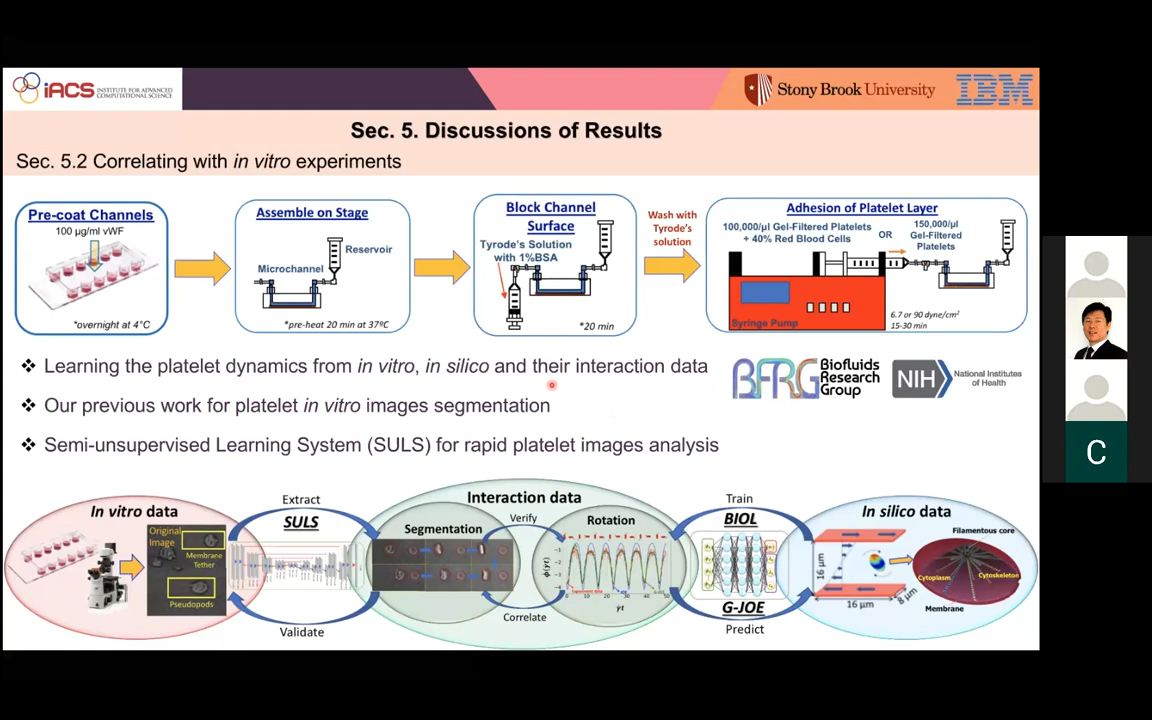 iACS INSTITUTE FOR ADVANCED
COMPUTATIONAL SCIENCE
Stony Brook University
IBM
Sec. 5. Discussions of Results
Sec. 5.2 Correlating with in vitro experiments
Pre-coat Channels
100 µg/ml vWF
*overnight at 4°C
Assemble on Stage
Reservoir
Microchannel
*pre-heat 20 min at 37ºC
Block Channel
Surface
Tyrode's Solution
with 1%BSA
*20 min
Wash with
Tyrode's
solution
Adhesion of Platelet Layer
100,000/µl Gel-Filtered Platelets
+ 40% Red Blood Cells
OR
150,000/µl
Gel-Filtered
Platelets
Syringe Pump
6.7 or 90 dyne/cm²
15-30 min
❖ Learning the platelet dynamics from in vitro, in silico and their interaction data
❖ Our previous work for platelet in vitro images segmentation
❖ Semi-unsupervised Learning System (SULS) for rapid platelet images analysis
BFRG Biofluids
Research
Group
NIH National Institutes
of Health
In vitro data
Original
Image
Membrane
Tether
Pseudopods
Extract
SULS
Validate
Interaction data
Segmentation
Verify
Correlate
Rotation
ϕ(γt)
γt
Train
BIOL
G-JOE
Predict
In silico data
16 µm
16 µm
8 µm
Filamentous core
Cytoplasm
Cytoskeleton
Membrane
C